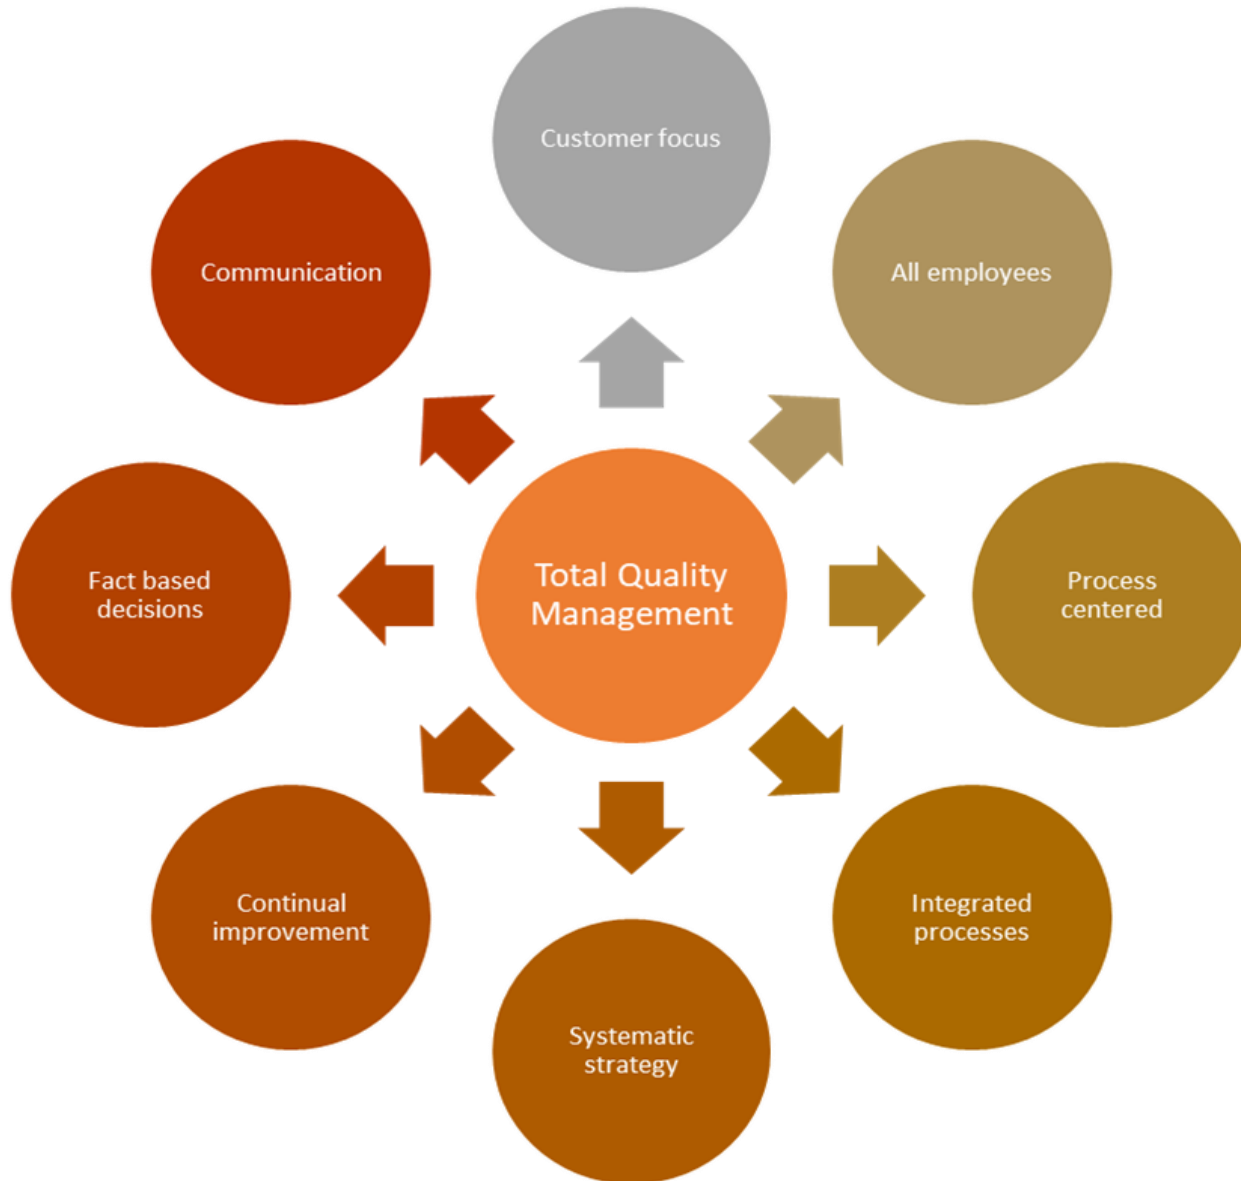 Customer focus
Communication
All employees
Fact based
decisions
Total Quality
Management
Process
centered
Continual
improvement
Integrated
processes
Systematic
strategy